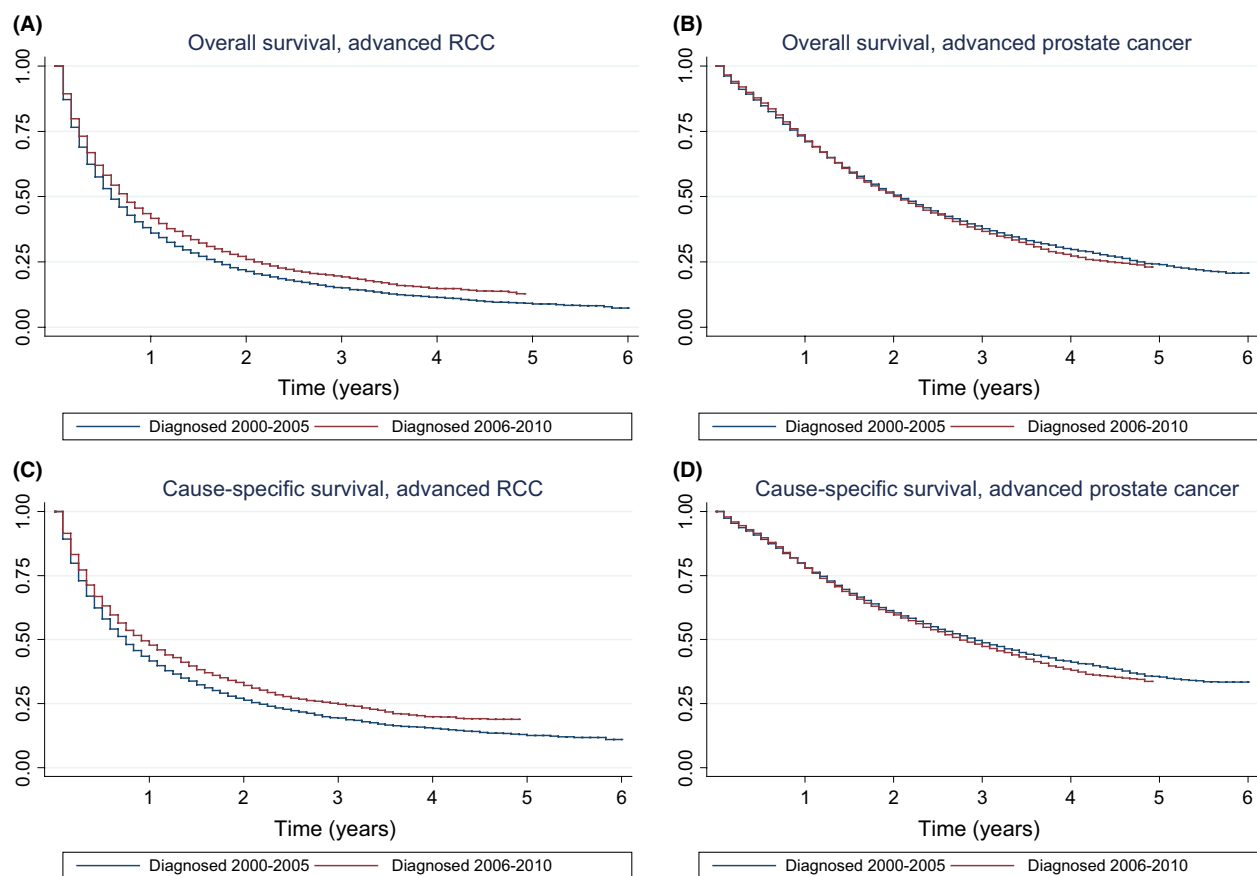 (A)
Overall survival, advanced RCC
1.00
0.75
0.50
0.25
0.00
1 2 3 4 5 6
Time (years)
Diagnosed 2000-2005 Diagnosed 2006-2010
(B)
Overall survival, advanced prostate cancer
1.00
0.75
0.50
0.25
0.00
1 2 3 4 5 6
Time (years)
Diagnosed 2000-2005 Diagnosed 2006-2010
(C)
Cause-specific survival, advanced RCC
1.00
0.75
0.50
0.25
0.00
1 2 3 4 5 6
Time (years)
Diagnosed 2000-2005 Diagnosed 2006-2010
(D)
Cause-specific survival, advanced prostate cancer
1.00
0.75
0.50
0.25
0.00
1 2 3 4 5 6
Time (years)
Diagnosed 2000-2005 Diagnosed 2006-2010